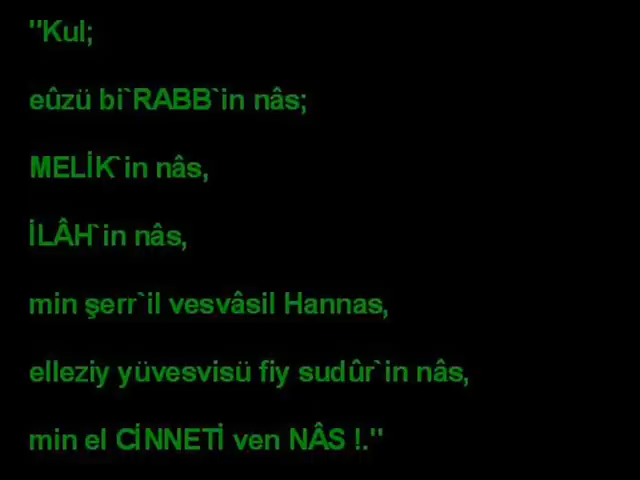 "Kul;
eûzü bi`RABB`in nâs;
MELİK`in nâs,
İLÂH`in nâs,
min şerr`il vesvâsil Hannas,
elleziy yüvesvisü fiy sudûr`in nâs,
min el CİNNETİ ven NÂS !."